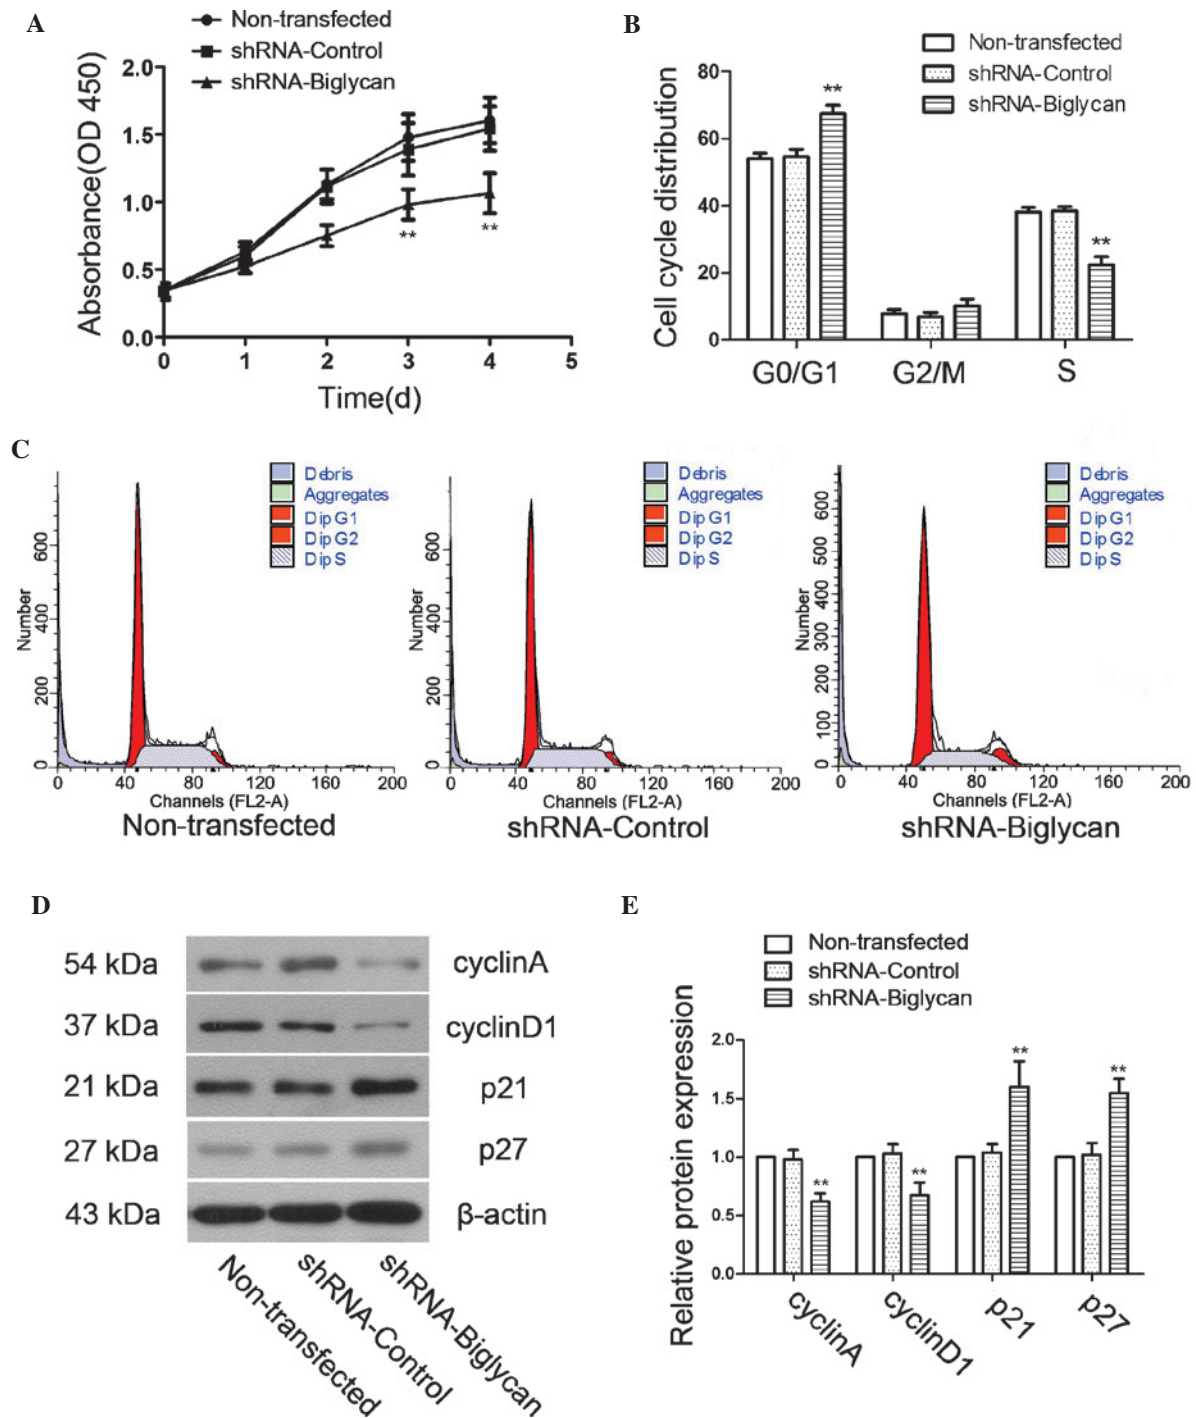 A
Non-transfected
shRNA-Control
shRNA-Biglycan
Absorbance(OD 450)
2.0
1.5
1.0
0.5
0.0
**
**
0 1 2 3 4 5
Time(d)
B
Non-transfected
shRNA-Control
shRNA-Biglycan
Cell cycle distribution
80
60
40
20
0
**
**
G0/G1 G2/M S
C
Debris
Aggregates
Dip G1
Dip G2
Dip S
Number
600
400
200
0
0 40 80 120 160 200
Channels (FL2-A)
Non-transfected
Debris
Aggregates
Dip G1
Dip G2
Dip S
Number
600
400
200
0
0 40 80 120 160 200
Channels (FL2-A)
shRNA-Control
Debris
Aggregates
Dip G1
Dip G2
Dip S
Number
600
500
400
300
200
100
0
0 40 80 120 160 200
Channels (FL2-A)
shRNA-Biglycan
D
54 kDa cyclinA
37 kDa cyclinD1
21 kDa p21
27 kDa p27
43 kDa β-actin
Non-transfected
shRNA-Control
shRNA-Biglycan
E
Non-transfected
shRNA-Control
shRNA-Biglycan
Relative protein expression
2.0
1.5
1.0
0.5
0.0
**
**
**
**
cyclinA
cyclinD1
p21
p27